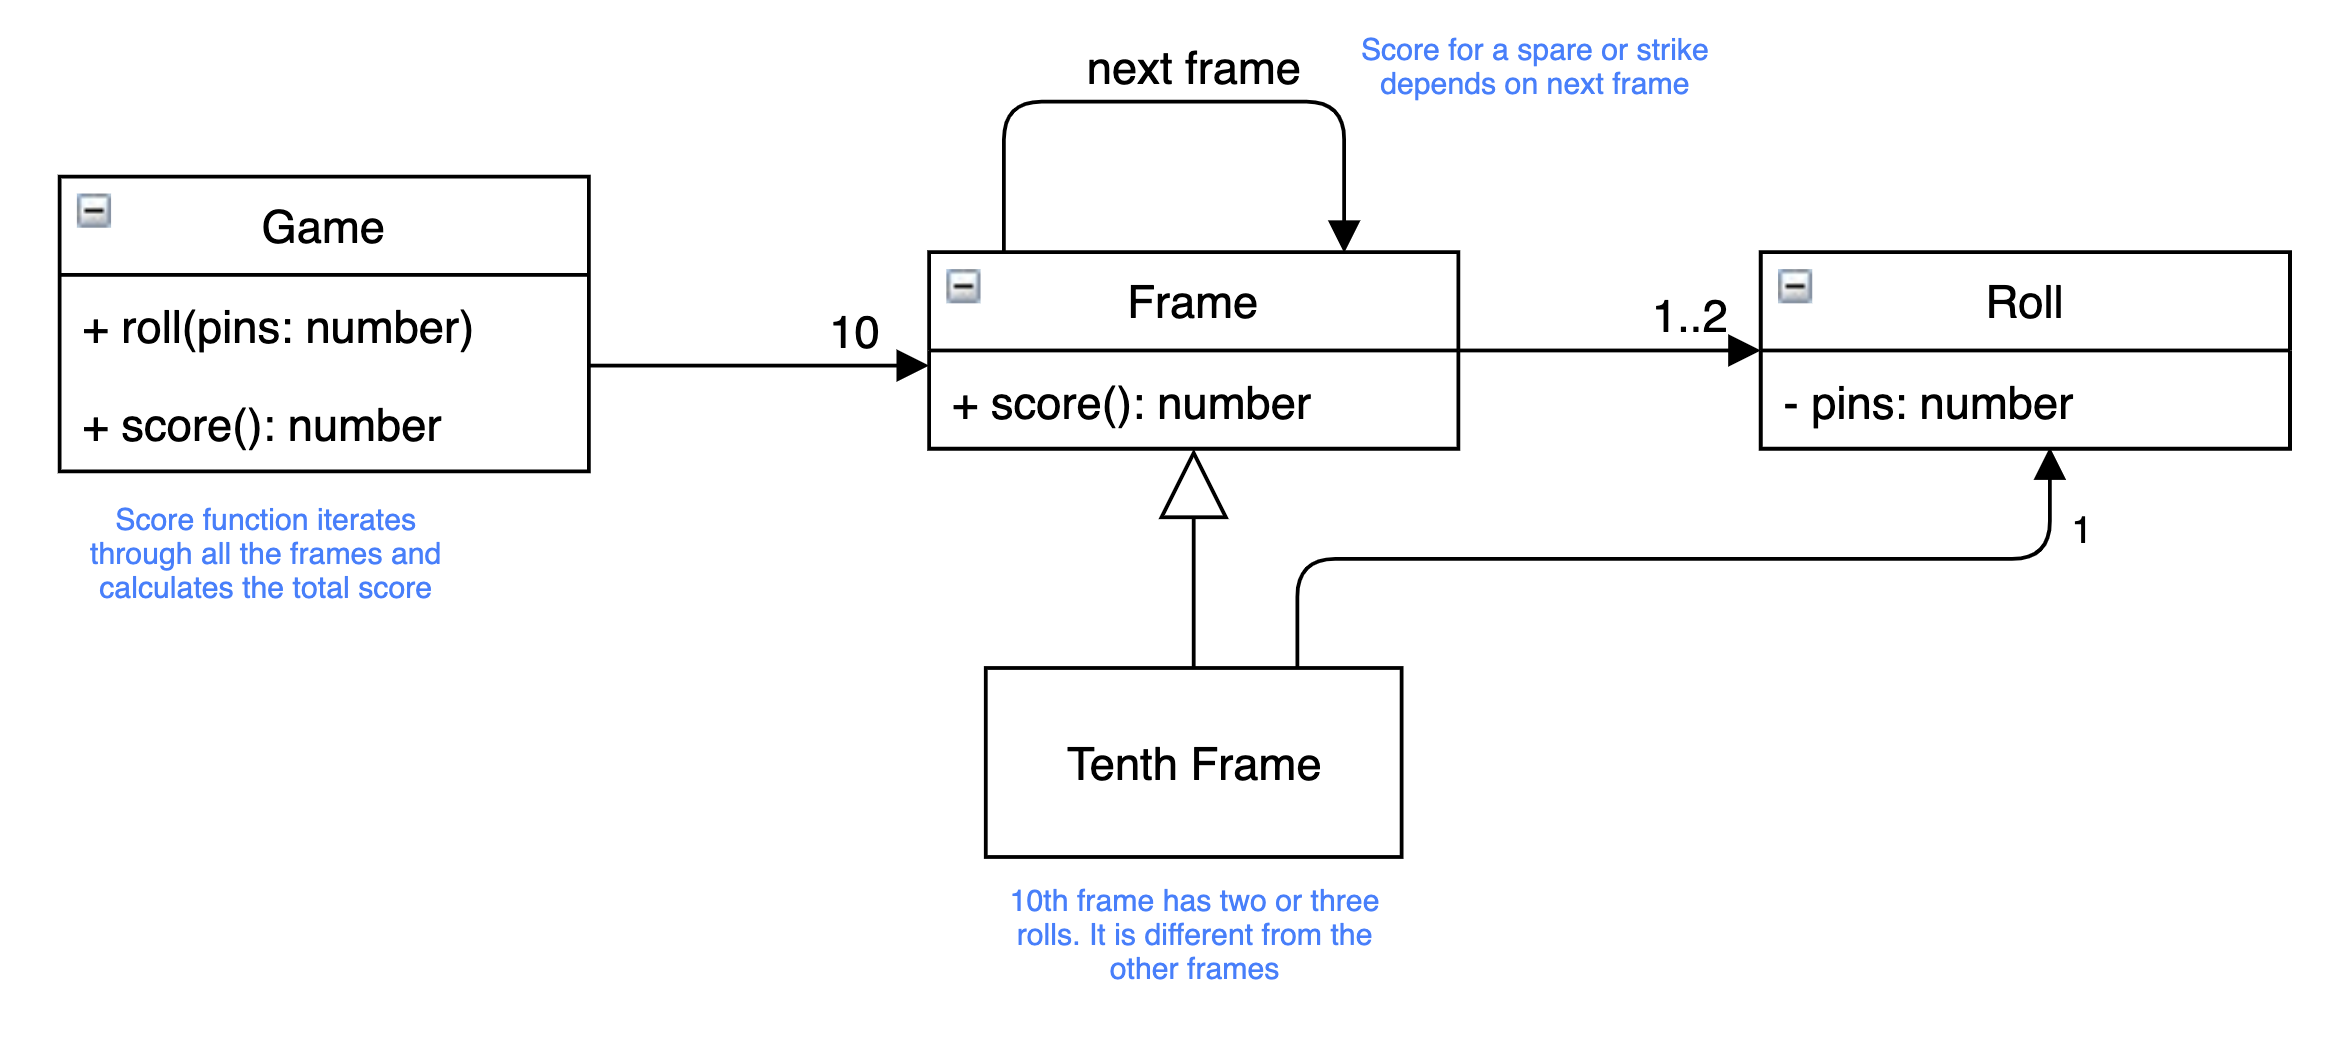 next frame
Score for a spare or strike
depends on next frame
Game
+ roll(pins: number)
+ score(): number
10
Frame
+ score(): number
1..2
Roll
- pins: number
Score function iterates
through all the frames and
calculates the total score
1
Tenth Frame
10th frame has two or three
rolls. It is different from the
other frames